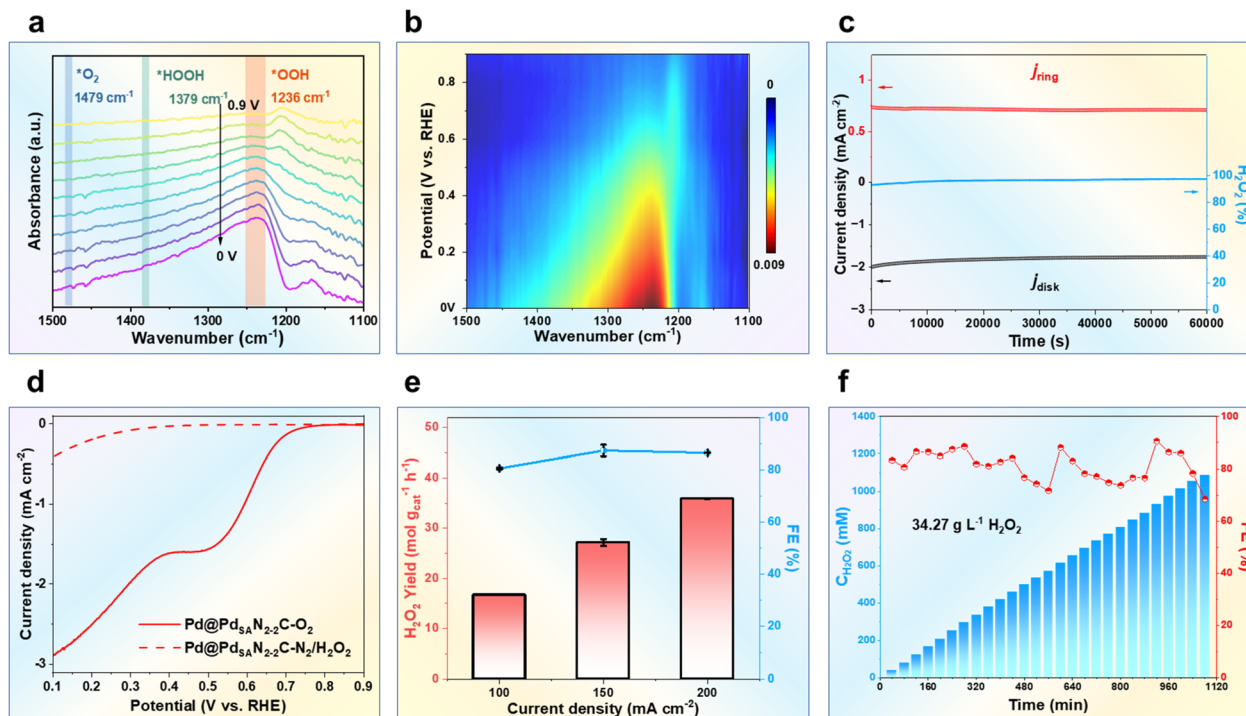 a
*O₂
1479 cm⁻¹
*HOOH
1379 cm⁻¹
*OOH
1236 cm⁻¹
0.9 V
0 V
Absorbance (a.u.)
1500 1400 1300 1200 1100
Wavenumber (cm⁻¹)
b
Potential (V vs. RHE)
0.8
0.6
0.4
0.2
0V
0
0.009
1500 1400 1300 1200 1100
Wavenumber (cm⁻¹)
c
Current density (mA cm⁻²)
1
0.5
0
−1
−2
−3
jring
jdisk
H₂O₂ (%)
100
80
60
40
20
0
0 10000 20000 30000 40000 50000 60000
Time (s)
d
Current density (mA cm⁻²)
0
-1
-2
-3
Pd@PdSAN₂₋₂C-O₂
Pd@PdSAN₂₋₂C-N₂/H₂O₂
0.1 0.2 0.3 0.4 0.5 0.6 0.7 0.8 0.9
Potential (V vs. RHE)
e
H₂O₂ Yield (mol gcat⁻¹ h⁻¹)
50
45
40
35
30
25
20
15
10
5
0
FE (%)
100
80
60
40
20
0
100 150 200
Current density (mA cm⁻²)
f
CH₂O₂ (mM)
1400
1200
1000
800
600
400
200
0
34.27 g L⁻¹ H₂O₂
FE (%)
100
80
60
40
20
0
0 160 320 480 640 800 960 1120
Time (min)